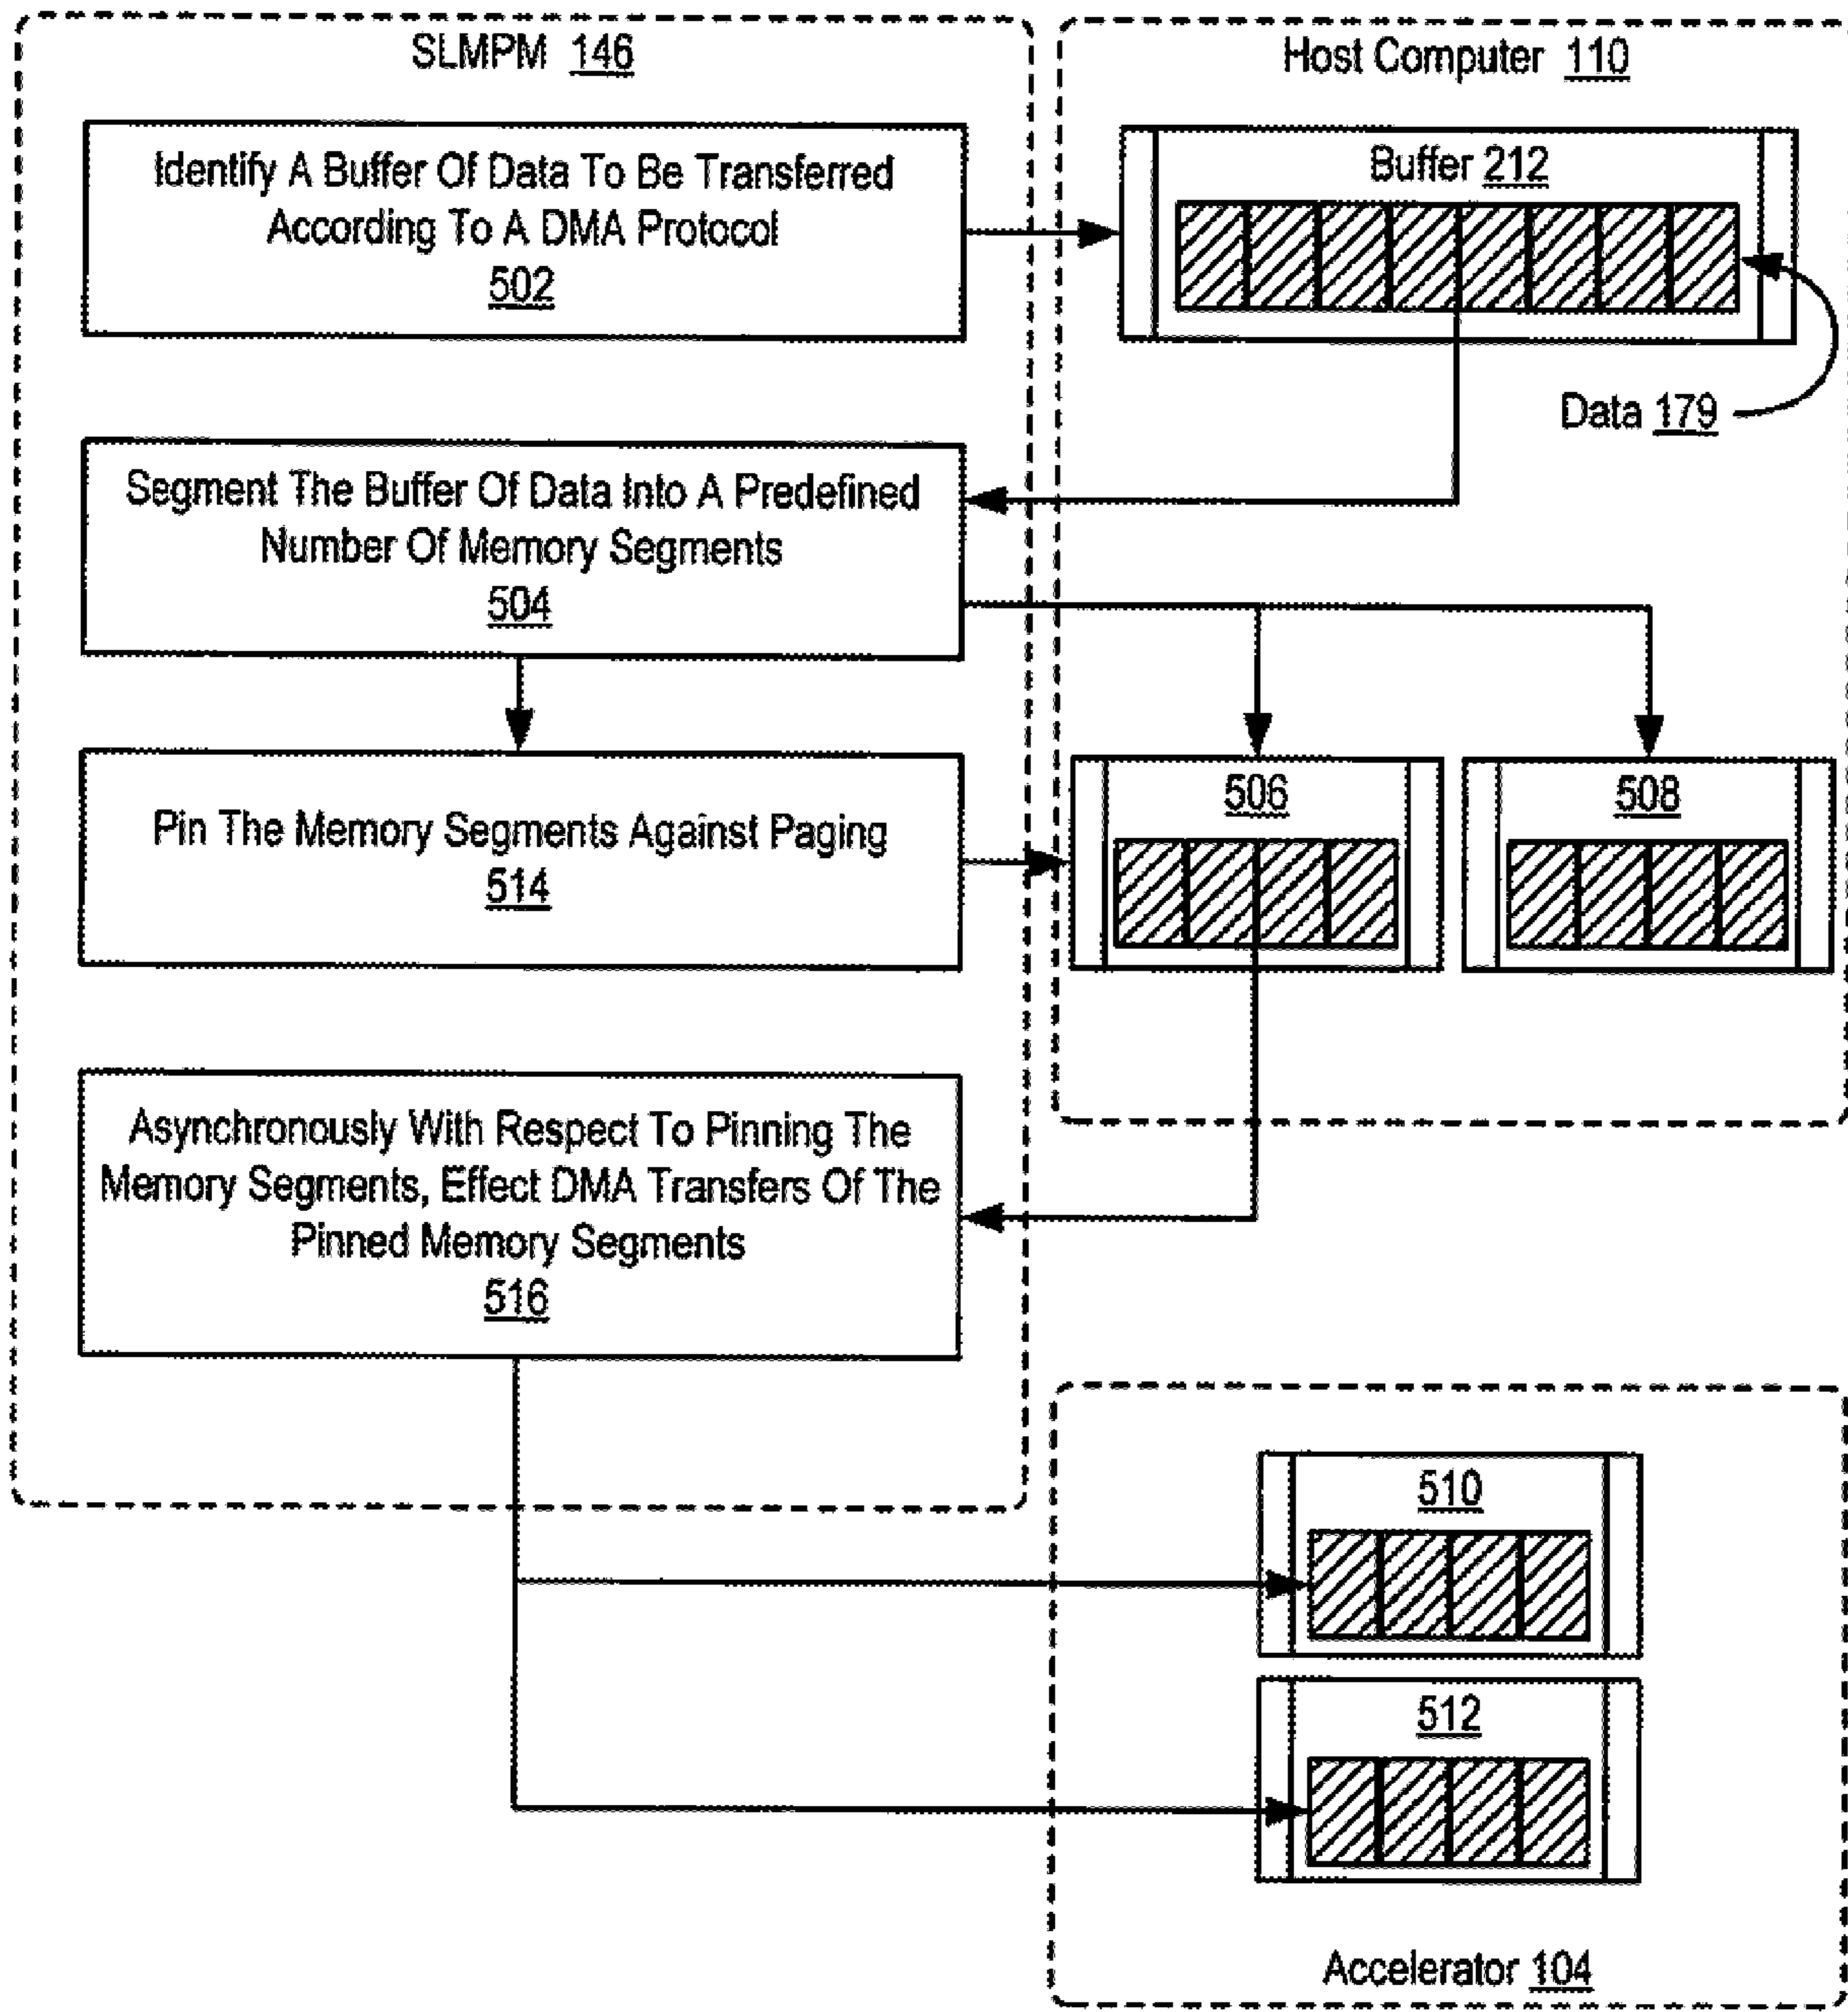 SLMPM 146
Host Computer 110
Identify A Buffer Of Data To Be Transferred
According To A DMA Protocol
502
Buffer 212
Data 179
Segment The Buffer Of Data Into A Predefined
Number Of Memory Segments
504
Pin The Memory Segments Against Paging
514
506
508
Asynchronously With Respect To Pinning The
Memory Segments, Effect DMA Transfers Of The
Pinned Memory Segments
516
510
512
Accelerator 104